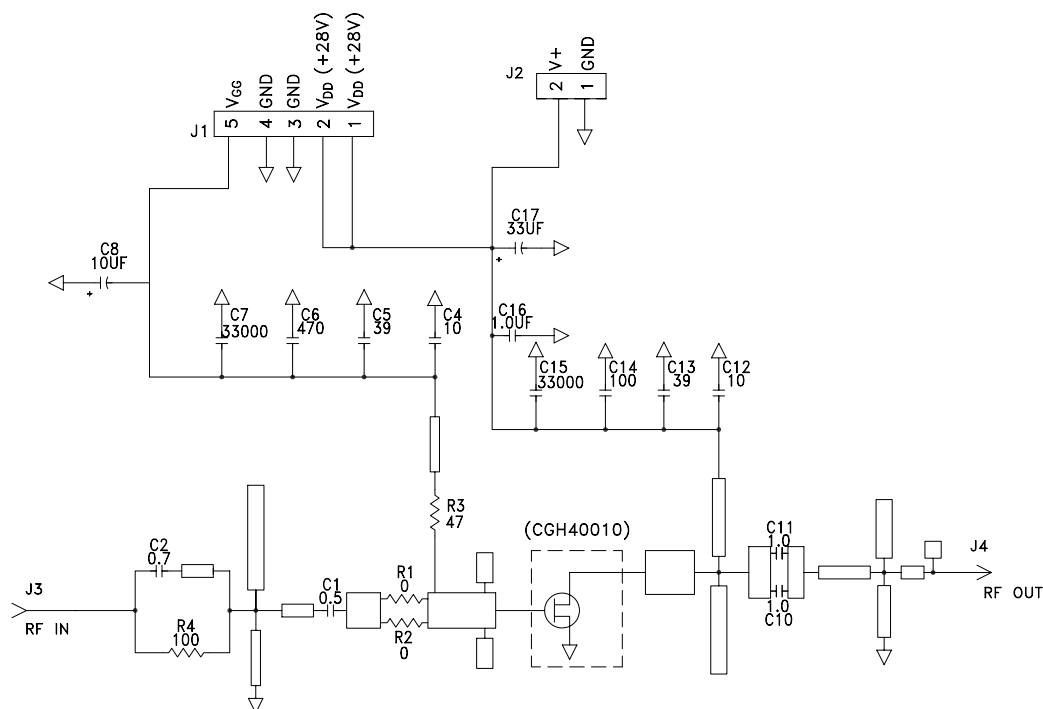 VGG
GND
GND
VDD (+28V)
VDD (+28V)
J1
5
4
3
2
1
V+
GND
J2
2
1
C8
10UF
+
C17
33UF
+
C7
33000
C6
470
C5
39
C4
10
C16
1.0UF
C15
33000
C14
100
C13
39
C12
10
R3
47
(CGH40010)
C2
0.7
J3
RF IN
R4
100
C1
0.5
R1
0
R2
0
C11
1.0
1.0
C10
J4
RF OUT